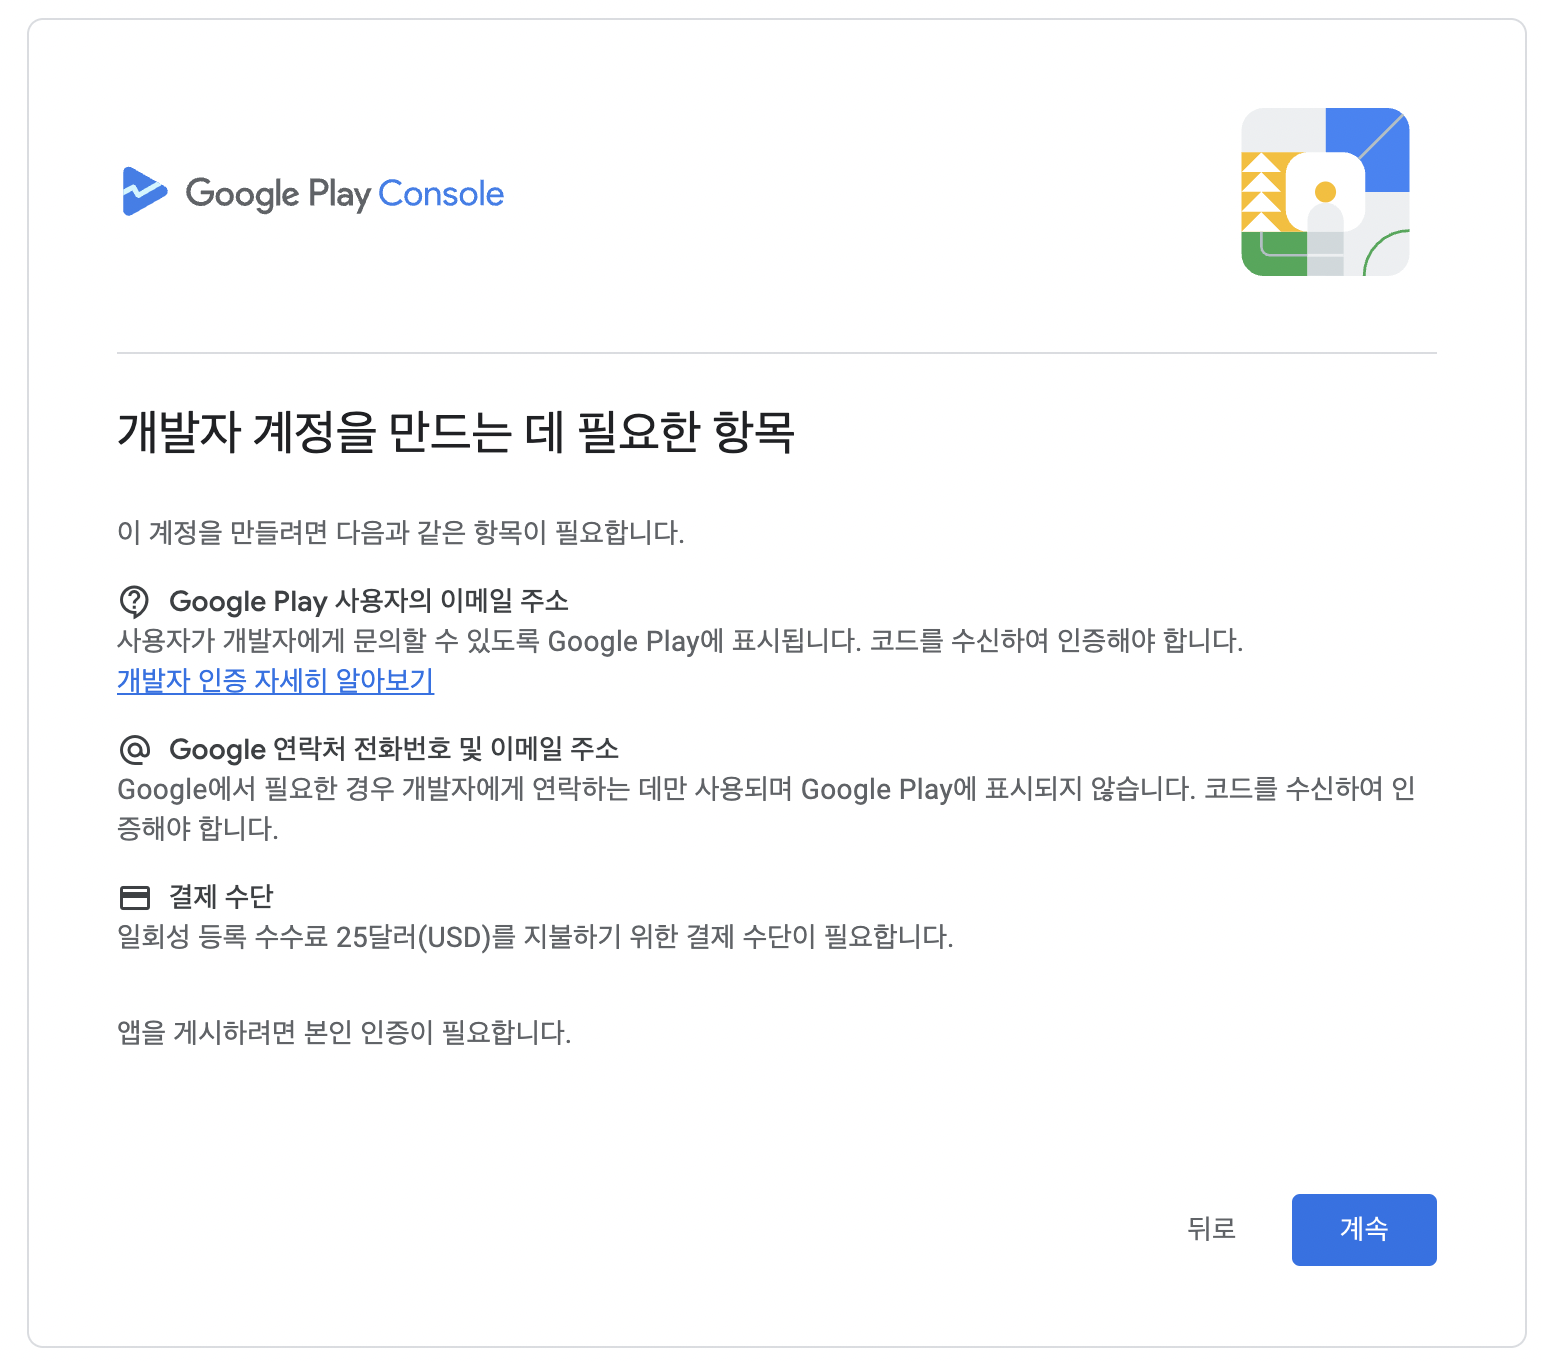 Google Play Console
개발자 계정을 만드는 데 필요한 항목
이 계정을 만들려면 다음과 같은 항목이 필요합니다.
Google Play 사용자의 이메일 주소
사용자가 개발자에게 문의할 수 있도록 Google Play에 표시됩니다. 코드를 수신하여 인증해야 합니다.
개발자 인증 자세히 알아보기
Google 연락처 전화번호 및 이메일 주소
Google에서 필요한 경우 개발자에게 연락하는 데만 사용되며 Google Play에 표시되지 않습니다. 코드를 수신하여 인
증해야 합니다.
결제 수단
일회성 등록 수수료 25달러(USD)를 지불하기 위한 결제 수단이 필요합니다.
앱을 게시하려면 본인 인증이 필요합니다.
뒤로 계속